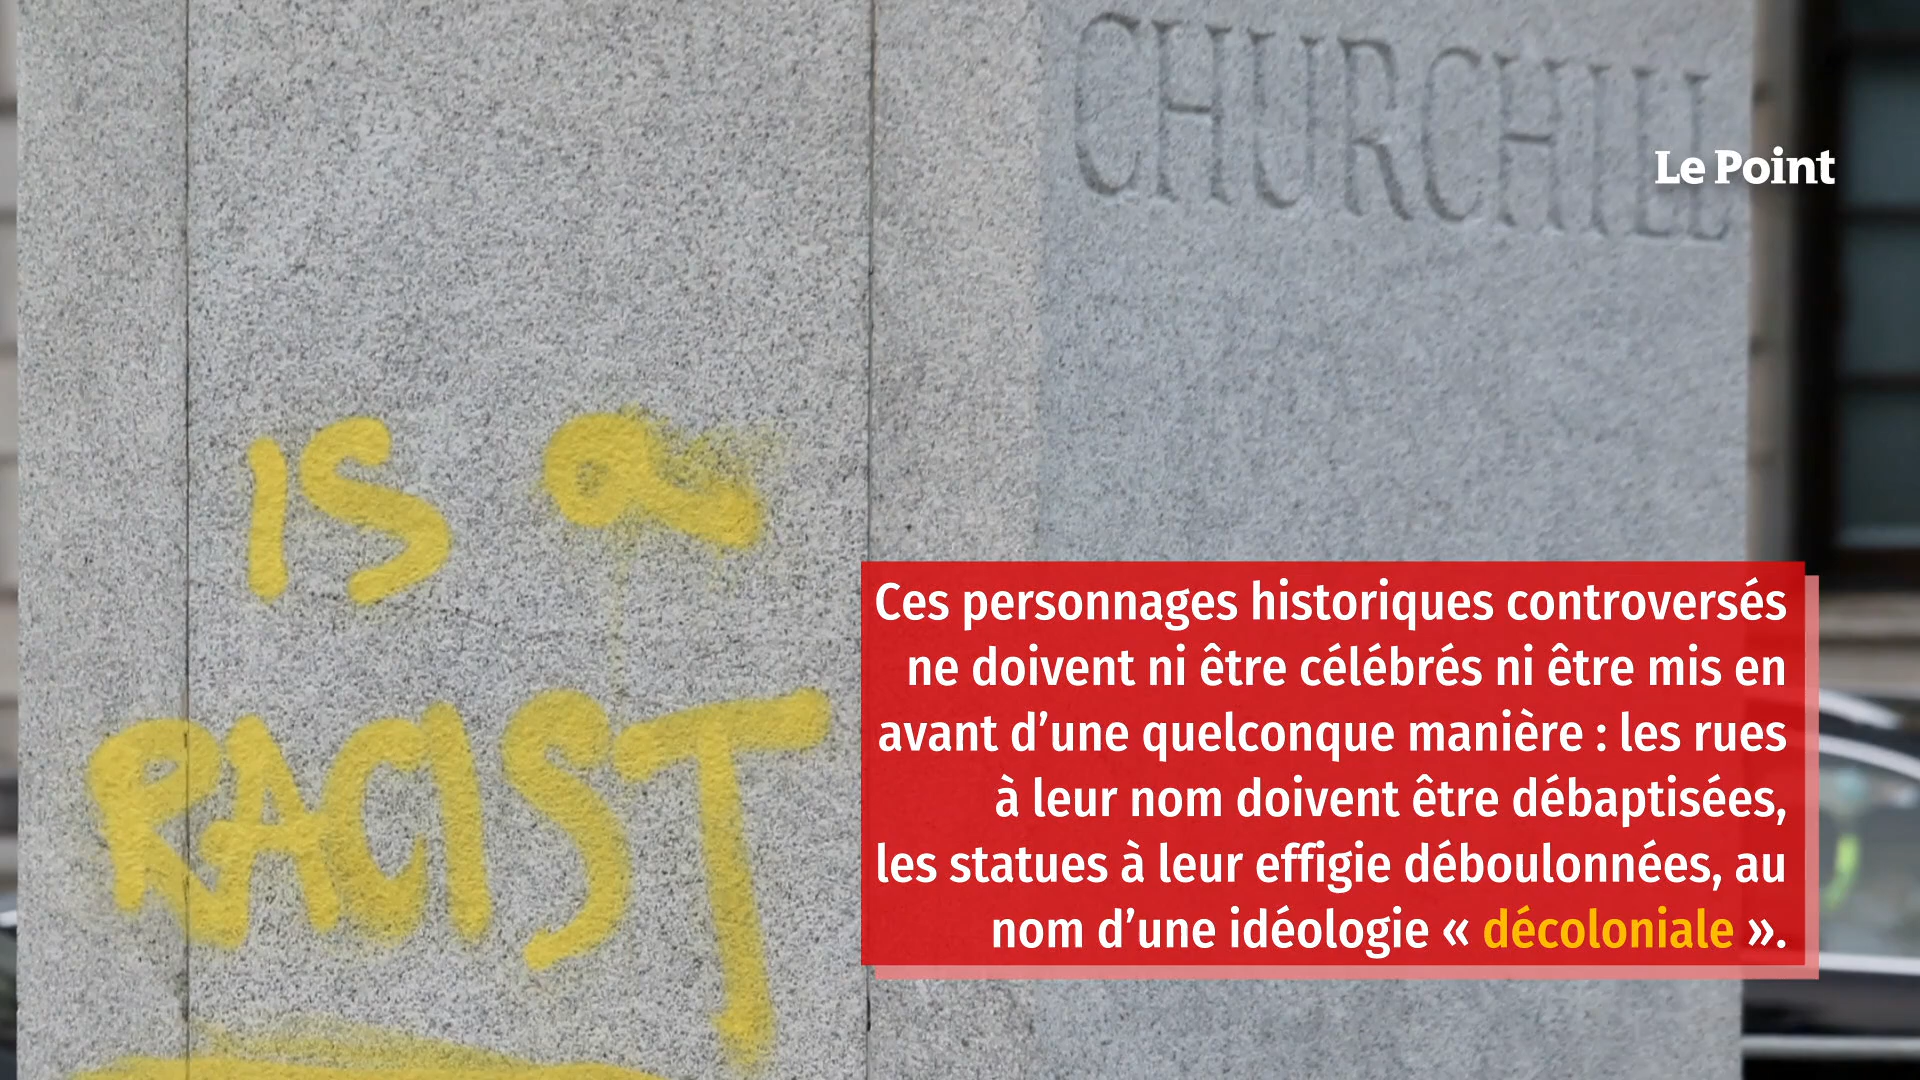 CHURCHILL
Le Point
IS a
RACIST
Ces personnages historiques controversés
ne doivent ni être célébrés ni être mis en
avant d’une quelconque manière : les rues
à leur nom doivent être débaptisées,
les statues à leur effigie déboulonnées, au
nom d’une idéologie « décoloniale ».